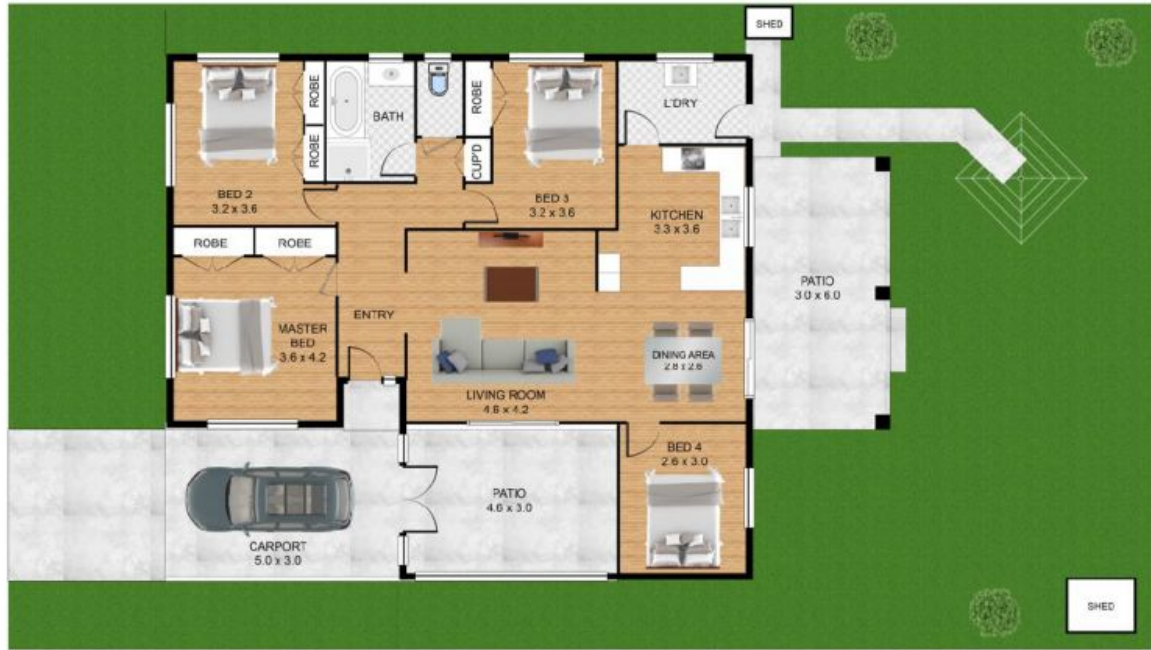 SHED
ROBE
ROBE
BATH
ROBE
CUP'D
L'DRY
BED 2
3.2 x 3.6
BED 3
3.2 x 3.6
KITCHEN
3.3 x 3.6
ROBE
ROBE
PATIO
3.0 x 6.0
MASTER
BED
3.6 x 4.2
ENTRY
DINING AREA
2.8 x 2.6
LIVING ROOM
4.6 x 4.2
BED 4
2.6 x 3.0
PATIO
4.6 x 3.0
CARPORT
5.0 x 3.0
SHED